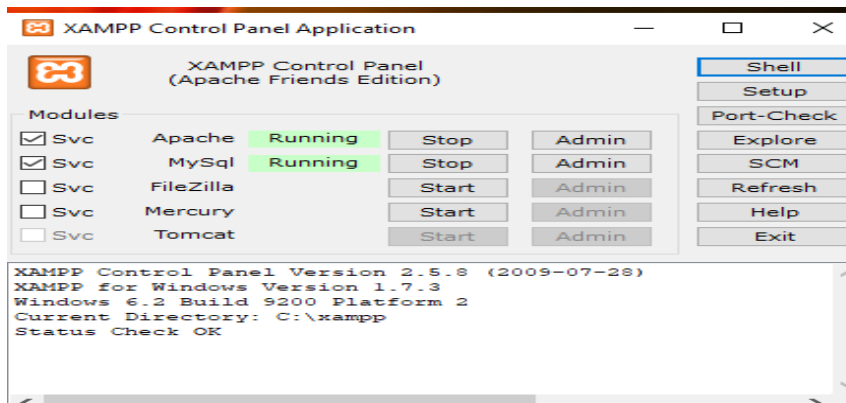 XAMPP Control Panel Application
XAMPP Control Panel
(Apache Friends Edition)
Shell
Setup
Modules
Port-Check
Svc Apache Running Stop Admin Explore
Svc MySql Running Stop Admin SCM
Svc FileZilla Start Admin Refresh
Svc Mercury Start Admin Help
Svc Tomcat Start Admin Exit
XAMPP Control Panel Version 2.5.8 (2009-07-28)
XAMPP for Windows Version 1.7.3
Windows 6.2 Build 9200 Platform 2
Current Directory: C:\xampp
Status Check OK